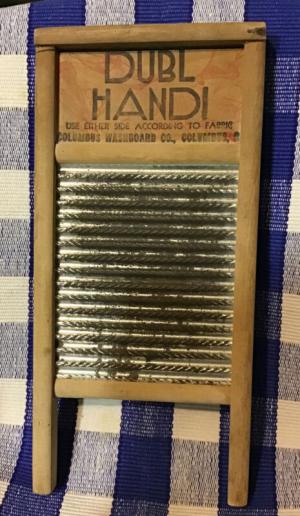 DUBL
HANDI
USE EITHER SIDE ACCORDING TO FABRIC
COLUMBUS WASHBOARD CO., COLUMBUS, O